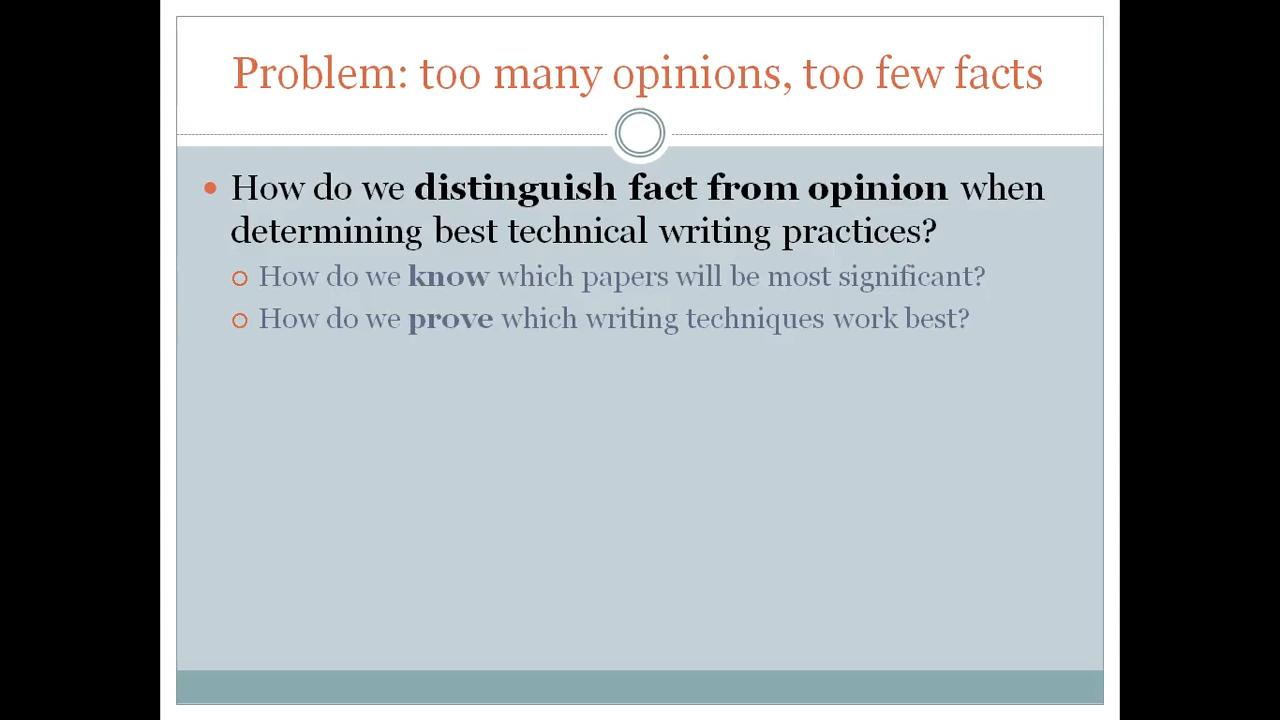 Problem: too many opinions, too few facts
How do we distinguish fact from opinion when
determining best technical writing practices?
How do we know which papers will be most significant?
How do we prove which writing techniques work best?